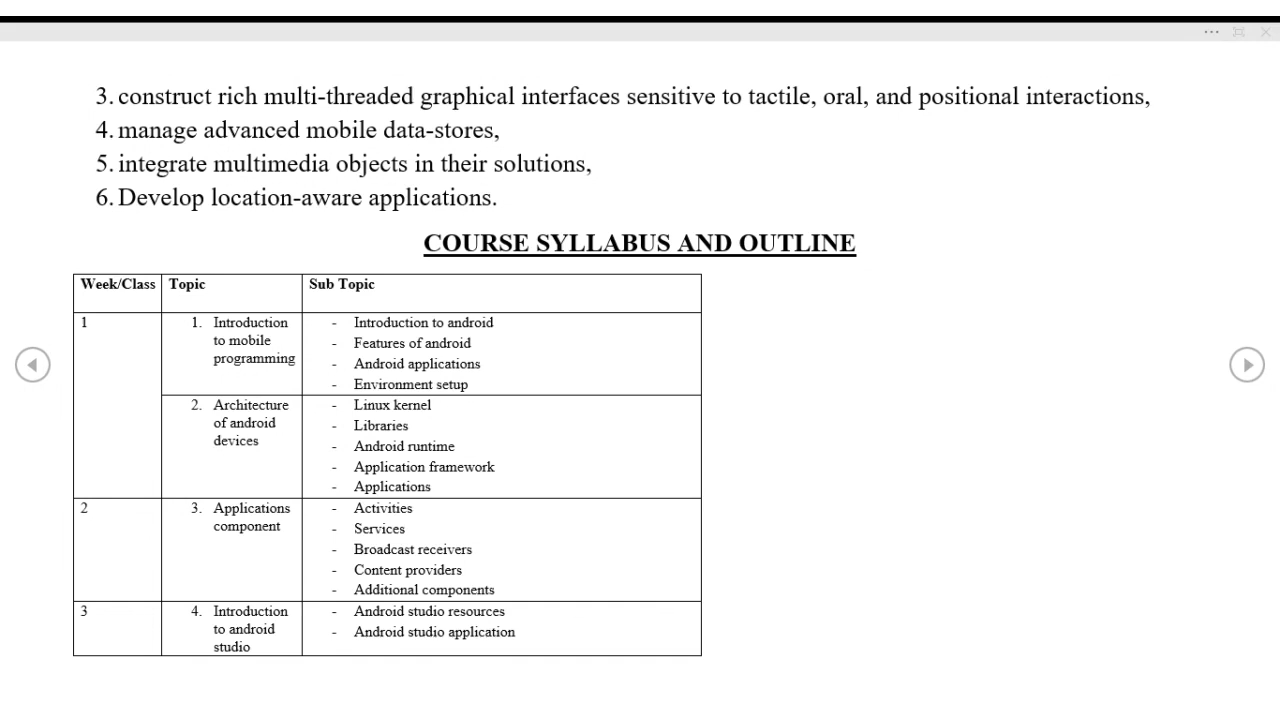 3. construct rich multi-threaded graphical interfaces sensitive to tactile, oral, and positional interactions,
4. manage advanced mobile data-stores,
5. integrate multimedia objects in their solutions,
6. Develop location-aware applications.
COURSE SYLLABUS AND OUTLINE
Week/Class Topic Sub Topic
1 1. Introduction to mobile programming
- Introduction to android
- Features of android
- Android applications
- Environment setup
2. Architecture of android devices
- Linux kernel
- Libraries
- Android runtime
- Application framework
- Applications
2 3. Applications component
- Activities
- Services
- Broadcast receivers
- Content providers
- Additional components
3 4. Introduction to android studio
- Android studio resources
- Android studio application